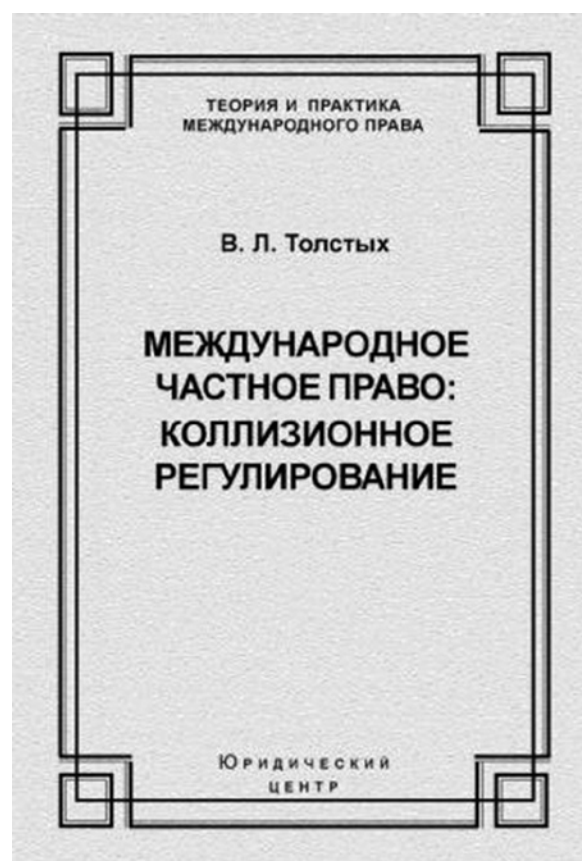 ТЕОРИЯ И ПРАКТИКА
МЕЖДУНАРОДНОГО ПРАВА
В. Л. Толстых
МЕЖДУНАРОДНОЕ
ЧАСТНОЕ ПРАВО:
КОЛЛИЗИОННОЕ
РЕГУЛИРОВАНИЕ
ЮРИДИЧЕСКИЙ
ЦЕНТР